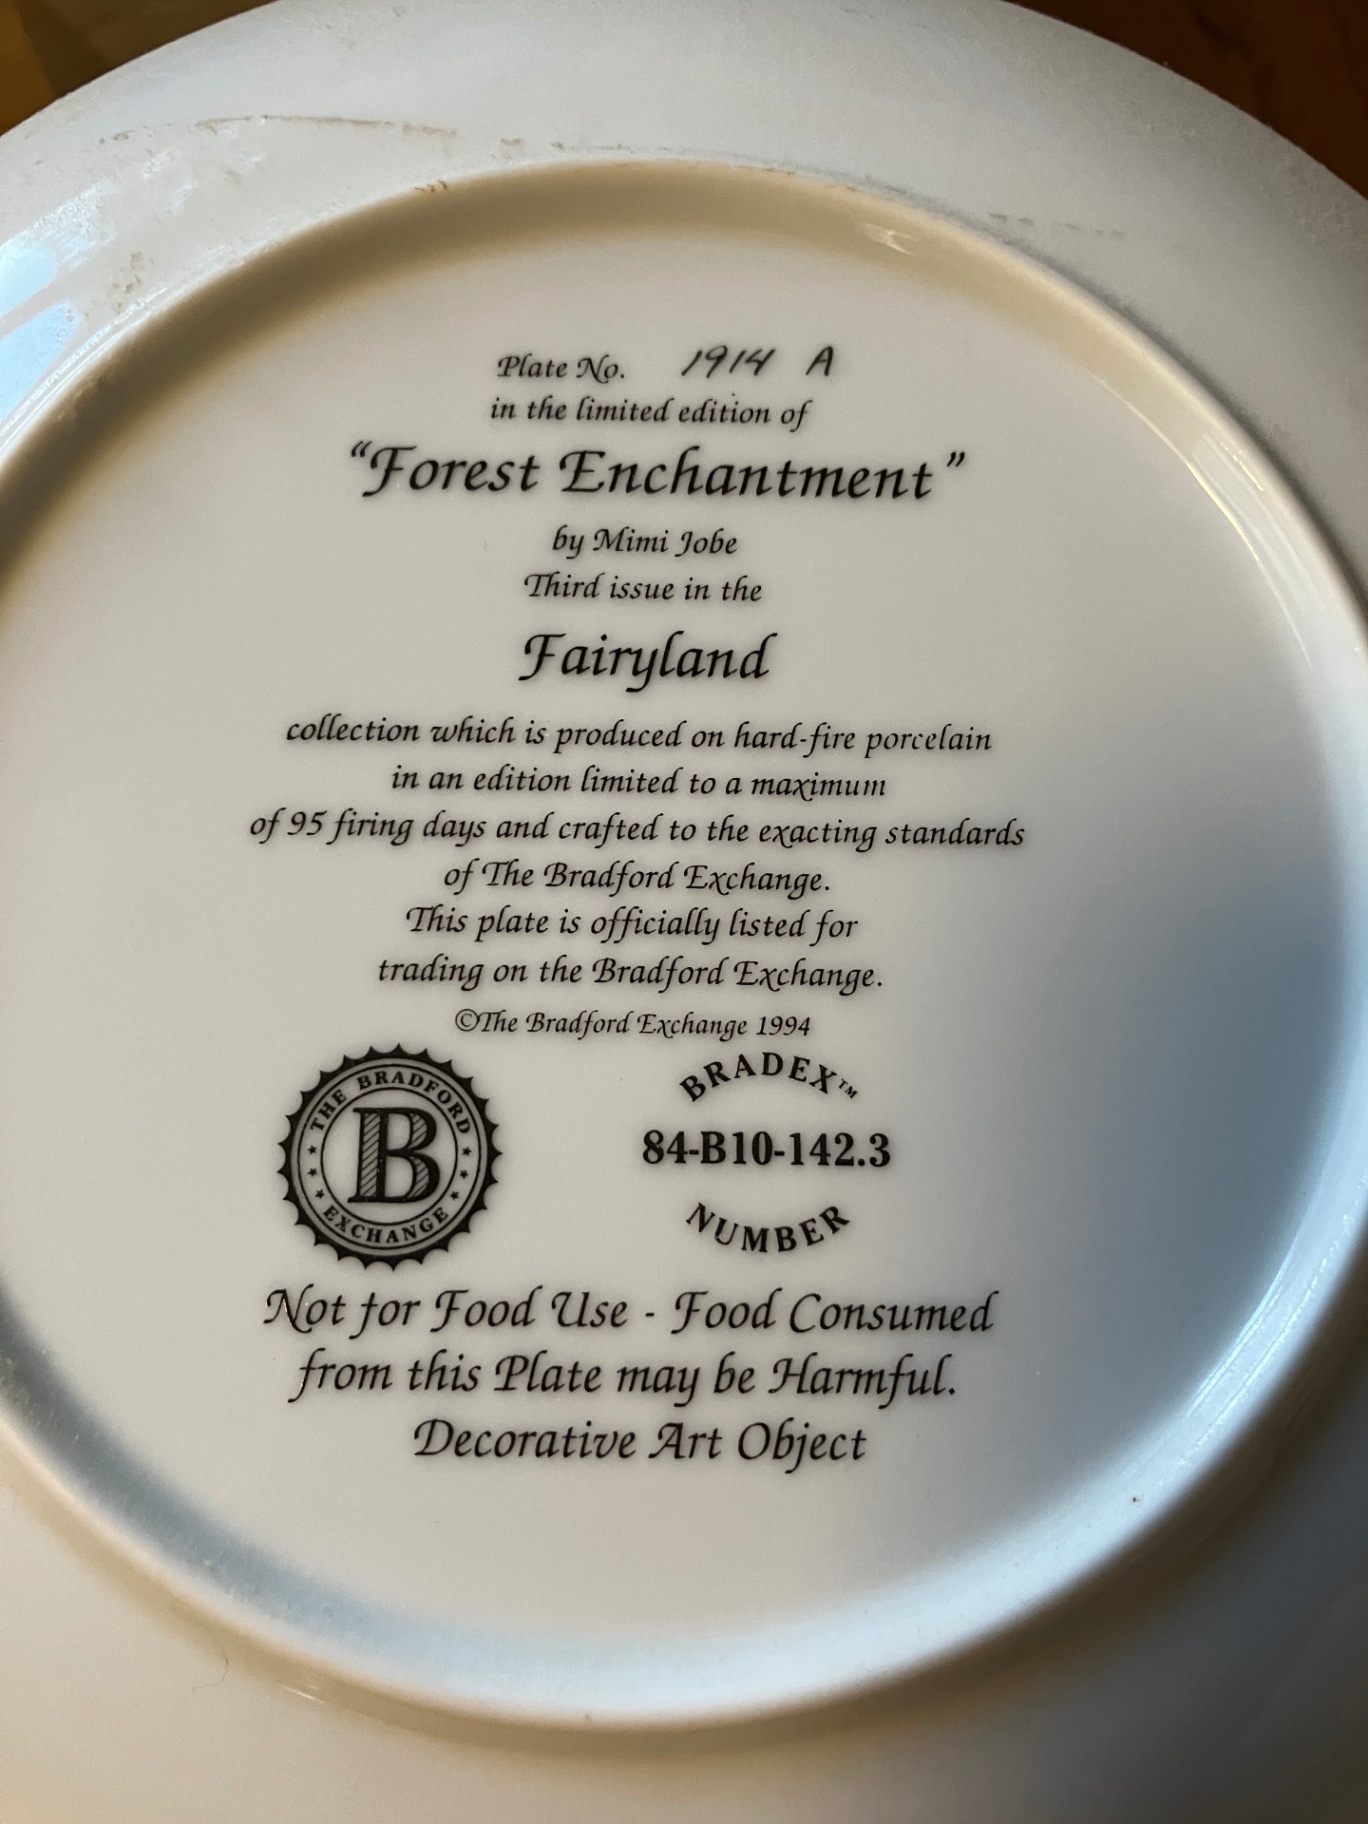 Plate No. 1914 A
in the limited edition of
“Forest Enchantment”
by Mimi Jobe
Third issue in the
Fairyland
collection which is produced on hard-fire porcelain
in an edition limited to a maximum
of 95 firing days and crafted to the exacting standards
of The Bradford Exchange.
This plate is officially listed for
trading on the Bradford Exchange.
©The Bradford Exchange 1994
THE BRADFORD
B
EXCHANGE
BRADEX™
84-B10-142.3
NUMBER
Not for Food Use - Food Consumed
from this Plate may be Harmful.
Decorative Art Object